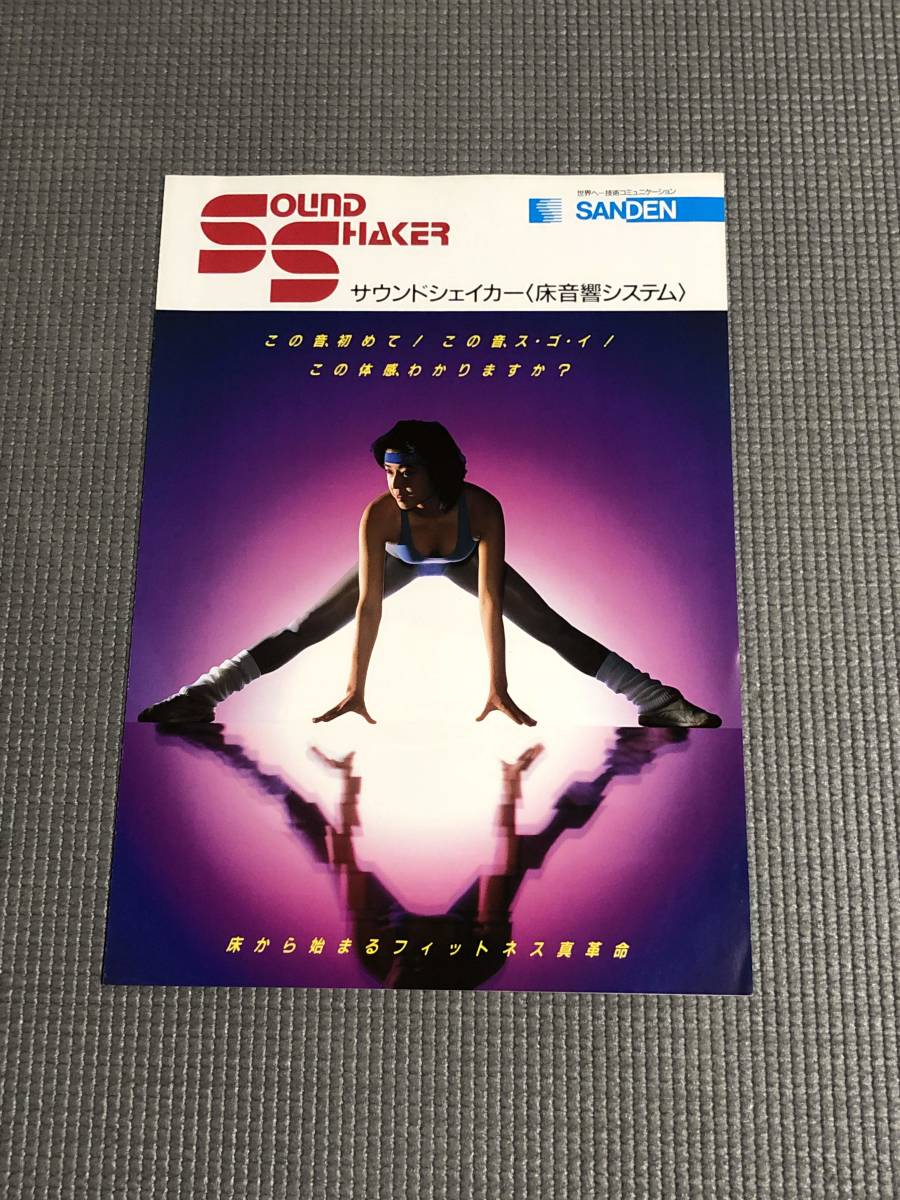 SOUND
SHAKER
世界へ―技術コミュニケーション
SANDEN
サウンドシェイカー〈床音響システム〉
この音、初めて! この音、ス・ゴ・イ!
この体感、わかりますか?
床から始まるフィットネス真革命